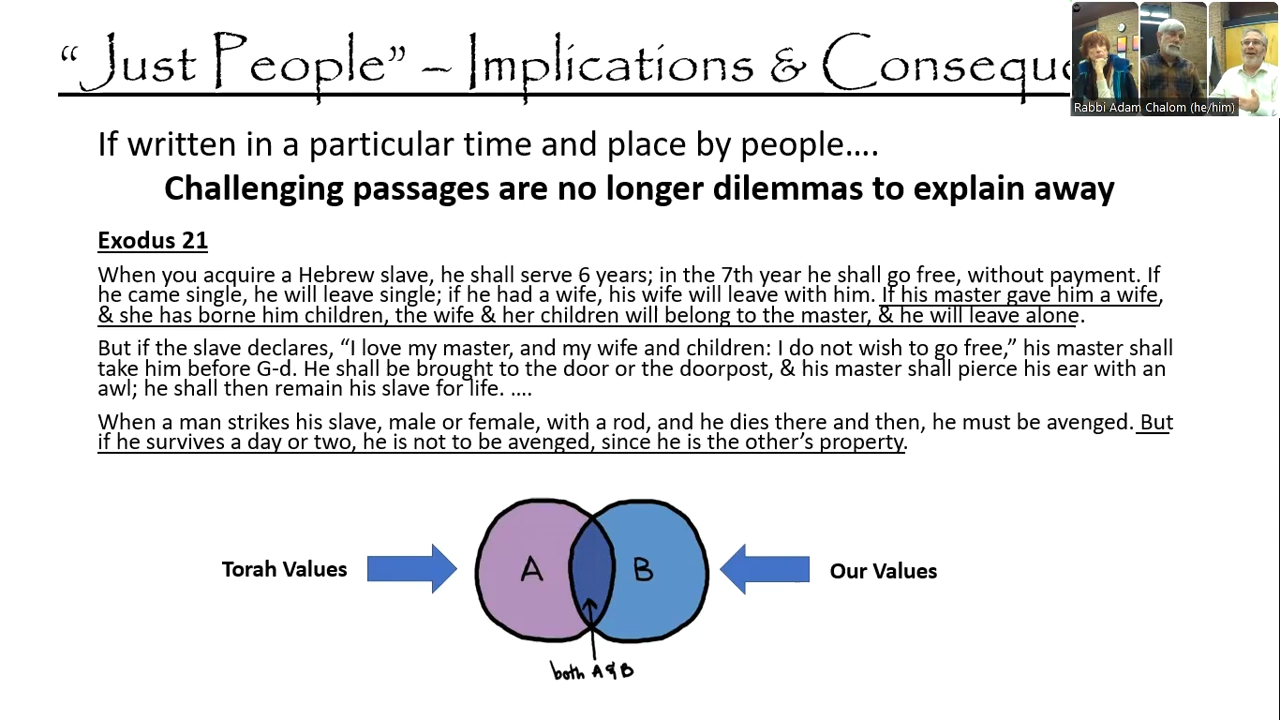 “Just People” – Implications & Conseque
Rabbi Adam Chalom (he/him)
If written in a particular time and place by people….
Challenging passages are no longer dilemmas to explain away
Exodus 21
When you acquire a Hebrew slave, he shall serve 6 years; in the 7th year he shall go free, without payment. If
he came single, he will leave single; if he had a wife, his wife will leave with him. If his master gave him a wife,
& she has borne him children, the wife & her children will belong to the master, & he will leave alone.
But if the slave declares, “I love my master, and my wife and children: I do not wish to go free,” his master shall
take him before G-d. He shall be brought to the door or the doorpost, & his master shall pierce his ear with an
awl; he shall then remain his slave for life. ….
When a man strikes his slave, male or female, with a rod, and he dies there and then, he must be avenged. But
if he survives a day or two, he is not to be avenged, since he is the other’s property.
Torah Values
A
B
Our Values
both A & B